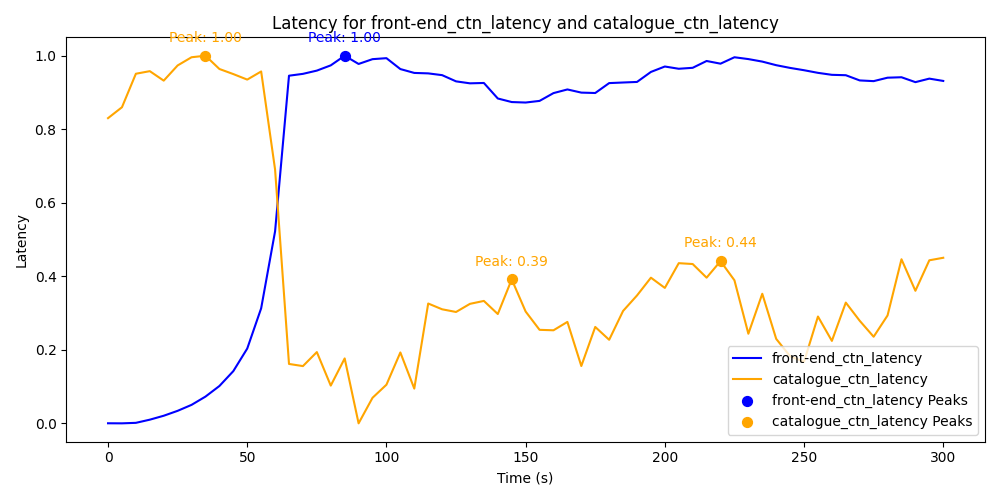 Latency for front-end_ctn_latency and catalogue_ctn_latency
Peak: 1.00
Peak: 1.00
Peak: 0.39
Peak: 0.44
Latency
1.0
0.8
0.6
0.4
0.2
0.0
0
50
100
150
200
250
300
Time (s)
front-end_ctn_latency
catalogue_ctn_latency
front-end_ctn_latency Peaks
catalogue_ctn_latency Peaks